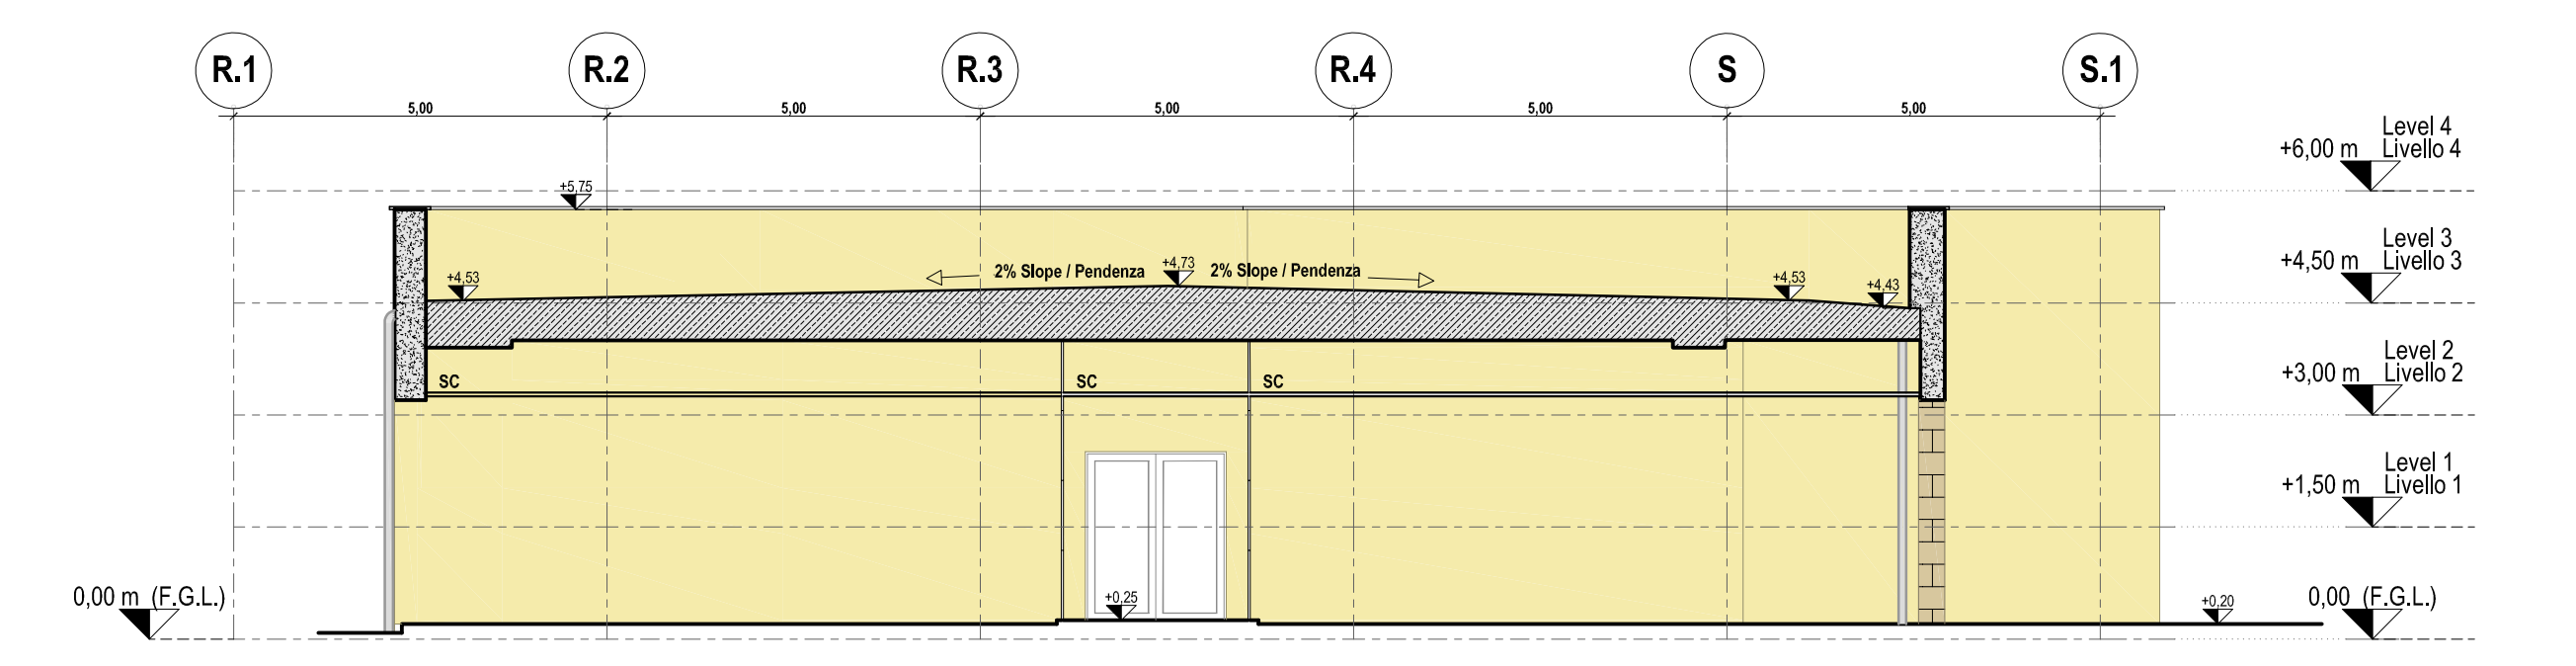 R.1 R.2 R.3 R.4 S S.1
5,00 5,00 5,00 5,00 5,00
Level 4
+6,00 m Livello 4
+5,75
Level 3
+4,50 m Livello 3
+4,53 2% Slope / Pendenza +4,73 2% Slope / Pendenza +4,53 +4,43
Level 2
+3,00 m Livello 2
SC SC SC
Level 1
+1,50 m Livello 1
0,00 m (F.G.L.) +0,25 +0,20 0,00 (F.G.L.)